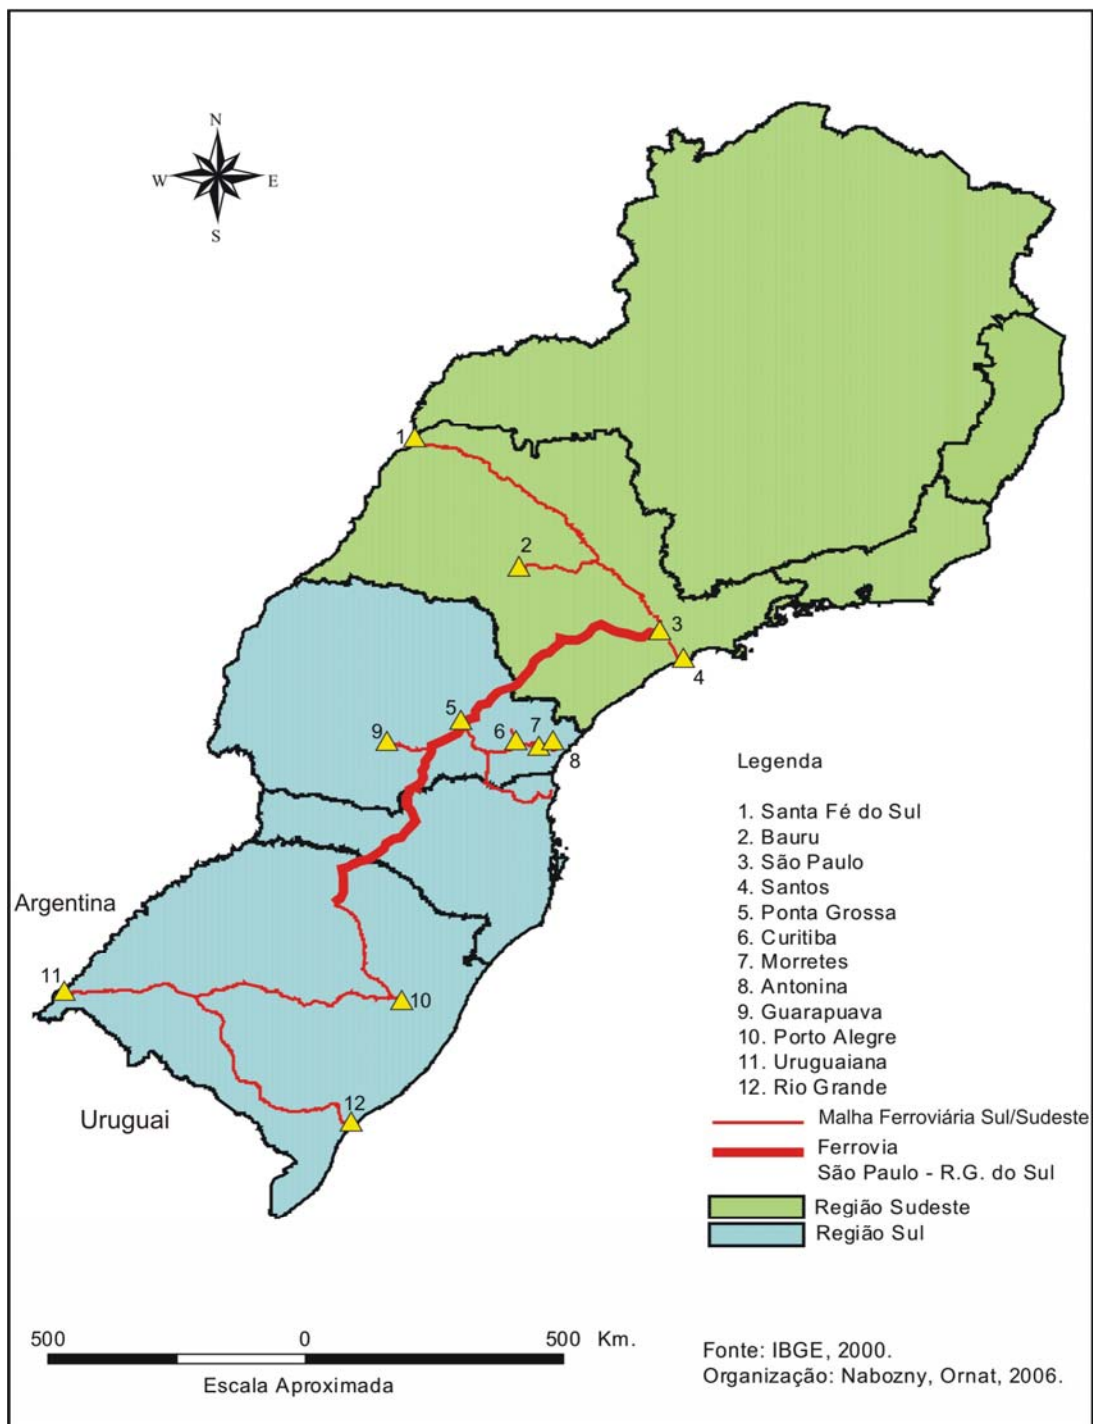 N
W E
S
1
2
3
4
5
6 7
8
9
Argentina
11
10
Uruguai
12
Legenda
1. Santa Fé do Sul
2. Bauru
3. São Paulo
4. Santos
5. Ponta Grossa
6. Curitiba
7. Morretes
8. Antonina
9. Guarapuava
10. Porto Alegre
11. Uruguaiana
12. Rio Grande
Malha Ferroviária Sul/Sudeste
Ferrovia
São Paulo - R.G. do Sul
Região Sudeste
Região Sul
500 0 500 Km.
Escala Aproximada
Fonte: IBGE, 2000.
Organização: Nabozny, Ornat, 2006.